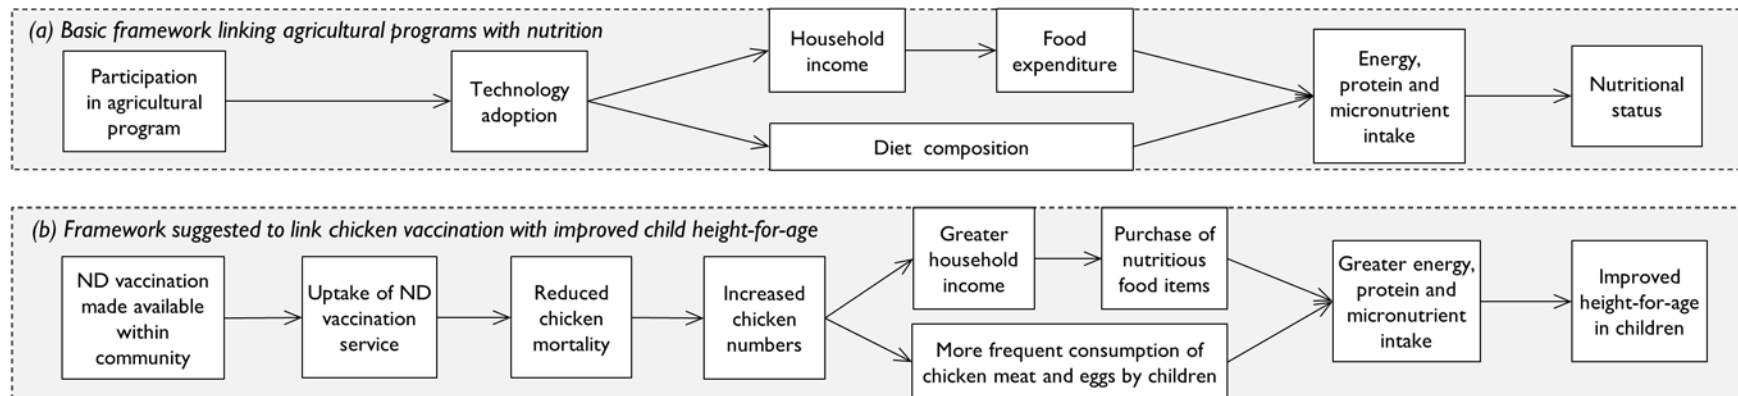 (a) Basic framework linking agricultural programs with nutrition
Participation
in agricultural
program
Technology
adoption
Household
income
Food
expenditure
Diet composition
Energy,
protein and
micronutrient
intake
Nutritional
status
(b) Framework suggested to link chicken vaccination with improved child height-for-age
ND vaccination
made available
within
community
Uptake of ND
vaccination
service
Reduced
chicken
mortality
Increased
chicken
numbers
Greater
household
income
Purchase of
nutritious
food items
More frequent consumption of
chicken meat and eggs by children
Greater energy,
protein and
micronutrient
intake
Improved
height-for-age
in children